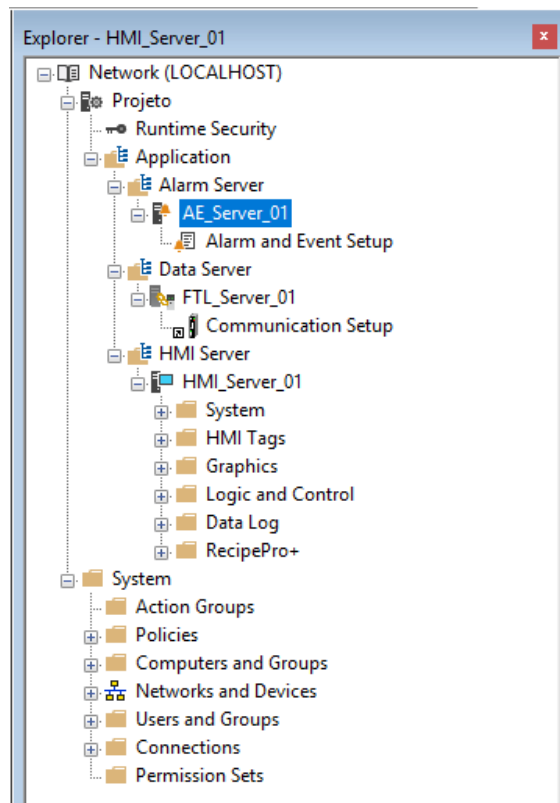 Explorer - HMI_Server_01
x
Network (LOCALHOST)
Projeto
Runtime Security
Application
Alarm Server
AE_Server_01
Alarm and Event Setup
Data Server
FTL_Server_01
Communication Setup
HMI Server
HMI_Server_01
System
HMI Tags
Graphics
Logic and Control
Data Log
RecipePro+
System
Action Groups
Policies
Computers and Groups
Networks and Devices
Users and Groups
Connections
Permission Sets